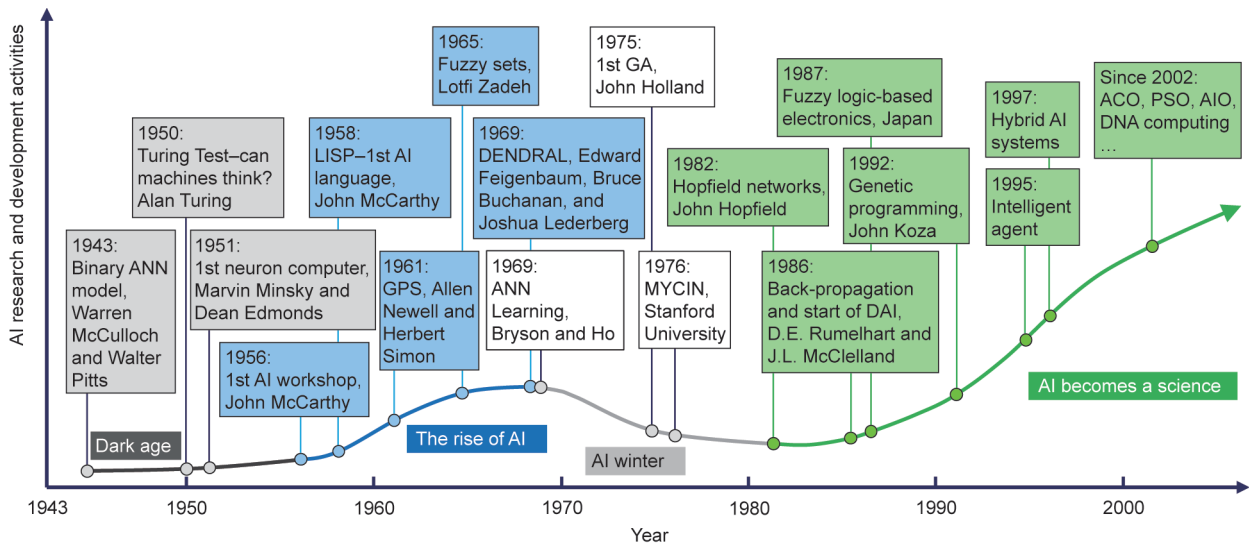 AI research and development activities
1943:
Binary ANN
model,
Warren
McCulloch
and Walter
Pitts
1950:
Turing Test–can
machines think?
Alan Turing
1951:
1st neuron computer,
Marvin Minsky and
Dean Edmonds
1956:
1st AI workshop,
John McCarthy
1958:
LISP–1st AI
language,
John McCarthy
1961:
GPS, Allen
Newell and
Herbert
Simon
1965:
Fuzzy sets,
Lotfi Zadeh
1969:
DENDRAL, Edward
Feigenbaum, Bruce
Buchanan, and
Joshua Lederberg
1969:
ANN
Learning,
Bryson and Ho
1975:
1st GA,
John Holland
1976:
MYCIN,
Stanford
University
1982:
Hopfield networks,
John Hopfield
1986:
Back-propagation
and start of DAI,
D.E. Rumelhart and
J.L. McClelland
1987:
Fuzzy logic-based
electronics, Japan
1992:
Genetic
programming,
John Koza
1995:
Intelligent
agent
1997:
Hybrid AI
systems
Since 2002:
ACO, PSO, AIO,
DNA computing
...
Dark age
The rise of AI
AI winter
AI becomes a science
1943
1950
1960
1970
1980
1990
2000
Year